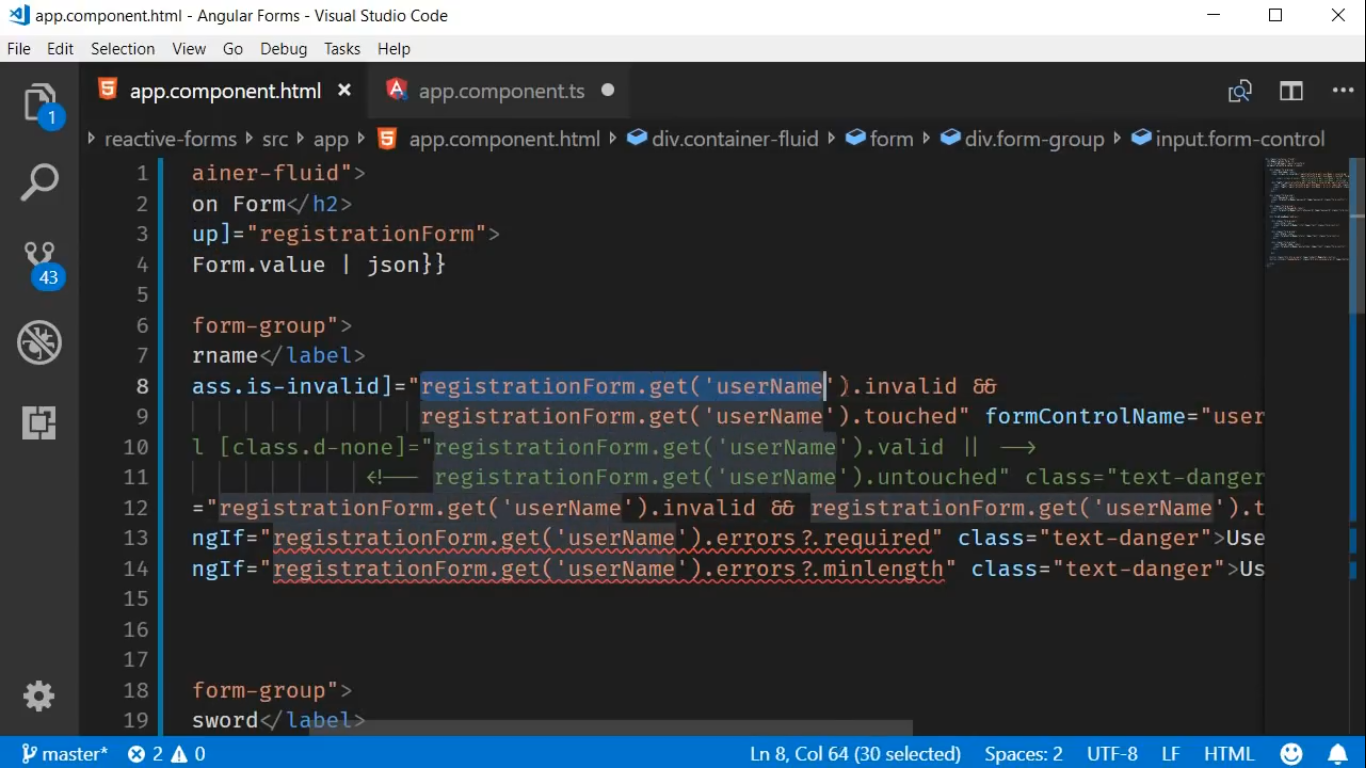 app.component.html - Angular Forms - Visual Studio Code
File Edit Selection View Go Debug Tasks Help
1
app.component.html
app.component.ts
reactive-forms src app app.component.html div.container-fluid form div.form-group input.form-control
1 ainer-fluid">
2 on Form</h2>
3 up]="registrationForm">
4 Form.value | json}}
5
6 form-group">
7 rname</label>
8 ass.is-invalid]="registrationForm.get('userName').invalid &&
9 registrationForm.get('userName').touched" formControlName="user
10 l [class.d-none]="registrationForm.get('userName').valid || -->
11 <!-- registrationForm.get('userName').untouched" class="text-danger
12 ="registrationForm.get('userName').invalid && registrationForm.get('userName').t
13 ngIf="registrationForm.get('userName').errors?.required" class="text-danger">Use
14 ngIf="registrationForm.get('userName').errors?.minlength" class="text-danger">Us
15
16
17
18 form-group">
19 sword</label>
43
master* 2 0 Ln 8, Col 64 (30 selected) Spaces: 2 UTF-8 LF HTML